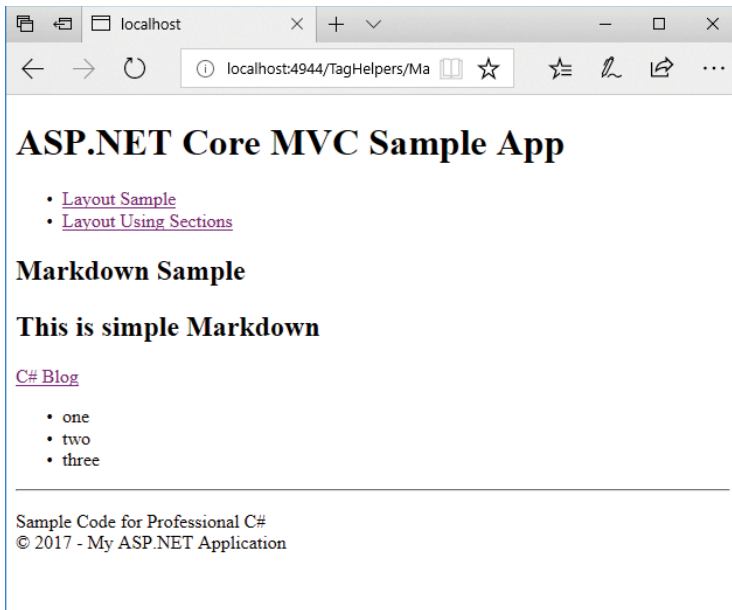 localhost
localhost:4944/TagHelpers/Ma
ASP.NET Core MVC Sample App
• Layout Sample
• Layout Using Sections
Markdown Sample
This is simple Markdown
C# Blog
• one
• two
• three
Sample Code for Professional C#
© 2017 - My ASP.NET Application